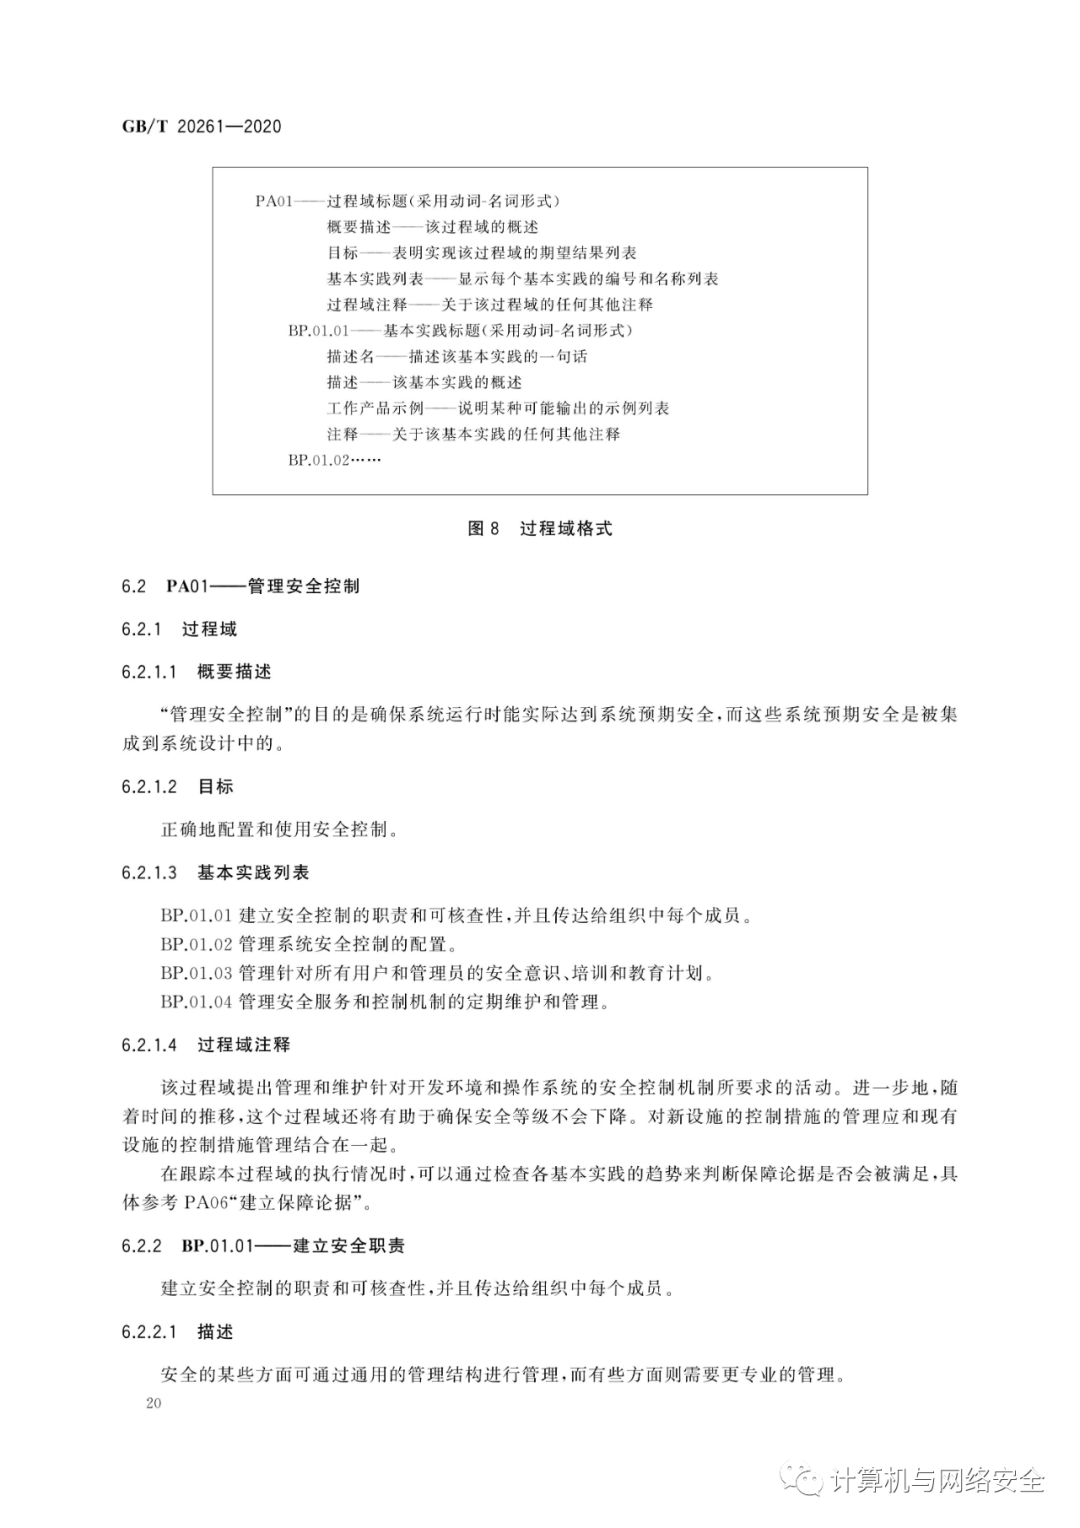 GB/T 20261—2020
PA01——过程域标题(采用动词-名词形式)
概要描述——该过程域的概述
目标——表明实现该过程域的期望结果列表
基本实践列表——显示每个基本实践的编号和名称列表
过程域注释——关于该过程域的任何其他注释
BP.01.01——基本实践标题(采用动词-名词形式)
描述名——描述该基本实践的一句话
描述——该基本实践的概述
工作产品示例——说明某种可能输出的示例列表
注释——关于该基本实践的任何其他注释
BP.01.02……
图 8 过程域格式
6.2 PA01——管理安全控制
6.2.1 过程域
6.2.1.1 概要描述
“管理安全控制”的目的是确保系统运行时能实际达到系统预期安全,而这些系统预期安全是被集
成到系统设计中的。
6.2.1.2 目标
正确地配置和使用安全控制。
6.2.1.3 基本实践列表
BP.01.01 建立安全控制的职责和可核查性,并且传达给组织中每个成员。
BP.01.02 管理系统安全控制的配置。
BP.01.03 管理针对所有用户和管理员的安全意识、培训和教育计划。
BP.01.04 管理安全服务和控制机制的定期维护和管理。
6.2.1.4 过程域注释
该过程域提出管理和维护针对开发环境和操作系统的安全控制机制所要求的活动。进一步地,随
着时间的推移,这个过程域还将有助于确保安全等级不会下降。对新设施的控制措施的管理应和现有
设施的控制措施管理结合在一起。
在跟踪本过程域的执行情况时,可以通过检查各基本实践的趋势来判断保障论据是否会被满足,具
体参考 PA06“建立保障论据”。
6.2.2 BP.01.01——建立安全职责
建立安全控制的职责和可核查性,并且传达给组织中每个成员。
6.2.2.1 描述
安全的某些方面可通过通用的管理结构进行管理,而有些方面则需要更专业的管理。
20
计算机与网络安全